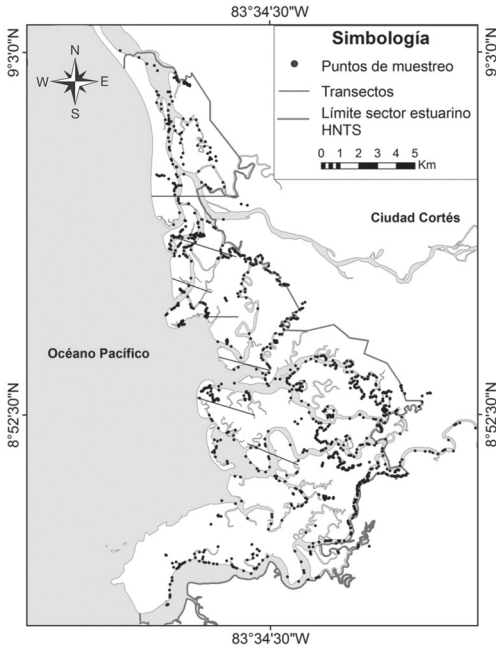 83°34'30"W
9°3'0"N
9°3'0"N
N
W E
S
Simbología
Puntos de muestreo
Transectos
Límite sector estuarino
HNTS
0 1 2 3 4 5
Km
Ciudad Cortés
Océano Pacífico
8°52'30"N
8°52'30"N
83°34'30"W